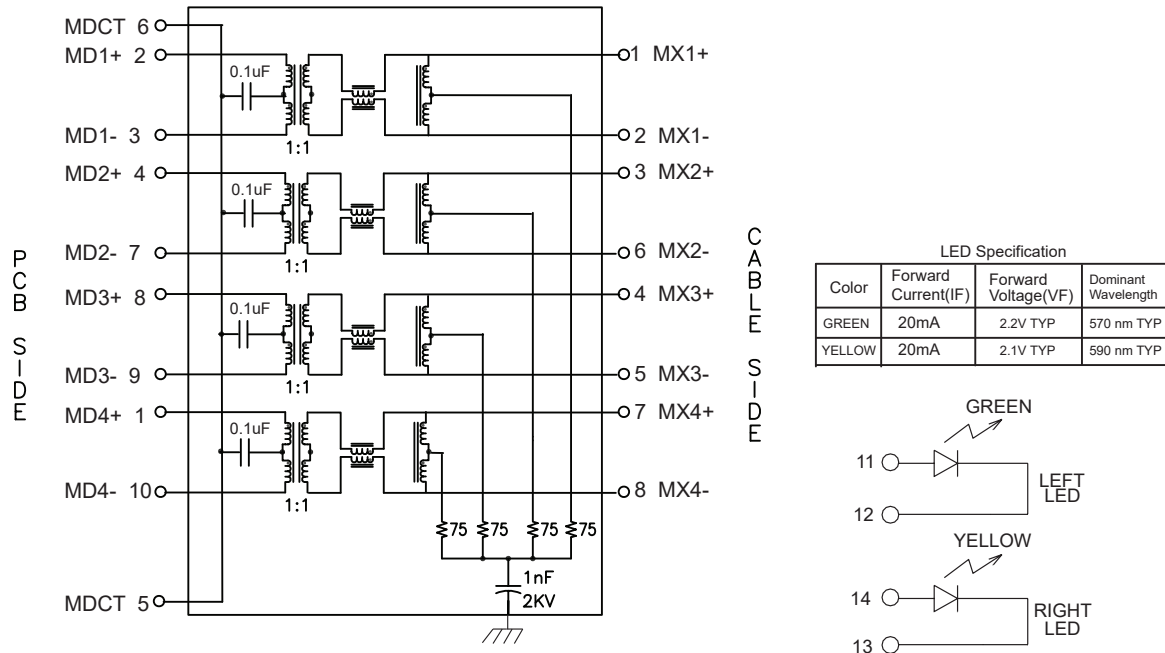 MDCT 6
MD1+ 2
0.1uF
MD1- 3
1:1
1 MX1+
2 MX1-
MD2+ 4
0.1uF
MD2- 7
1:1
3 MX2+
6 MX2-
MD3+ 8
0.1uF
MD3- 9
1:1
4 MX3+
5 MX3-
MD4+ 1
0.1uF
MD4- 10
1:1
7 MX4+
8 MX4-
75
75
75
75
1nF
2KV
MDCT 5
PCB SIDE
CABLE SIDE
LED Specification
Color Forward Current(IF) Forward Voltage(VF) Dominant Wavelength
GREEN 20mA 2.2V TYP 570 nm TYP
YELLOW 20mA 2.1V TYP 590 nm TYP
GREEN
11
12
LEFT
LED
YELLOW
14
13
RIGHT
LED